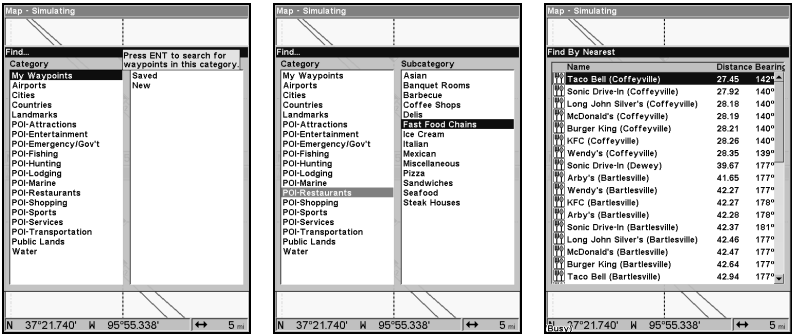 Map - Simulating
Find...
Press ENT to search for
waypoints in this category.
Category
My Waypoints
Airports
Cities
Countries
Landmarks
POI-Attractions
POI-Entertainment
POI-Emergency/Gov't
POI-Fishing
POI-Hunting
POI-Lodging
POI-Marine
POI-Restaurants
POI-Shopping
POI-Sports
POI-Services
POI-Transportation
Public Lands
Water
Saved
New
N 37°21.740' W 95°55.338' ↔ 5 mi
Map - Simulating
Find...
Category
My Waypoints
Airports
Cities
Countries
Landmarks
POI-Attractions
POI-Entertainment
POI-Emergency/Gov't
POI-Fishing
POI-Hunting
POI-Lodging
POI-Marine
POI-Restaurants
POI-Shopping
POI-Sports
POI-Services
POI-Transportation
Public Lands
Water
Subcategory
Asian
Banquet Rooms
Barbecue
Coffee Shops
Delis
Fast Food Chains
Ice Cream
Italian
Mexican
Miscellaneous
Pizza
Sandwiches
Seafood
Steak Houses
N 37°21.740' W 95°55.338' ↔ 5 mi
Map - Simulating
Find By Nearest
Name Distance Bearing
Taco Bell (Coffeyville) 27.45 142°
Sonic Drive-In (Coffeyville) 27.92 140°
Long John Silver's (Coffeyville) 28.18 140°
McDonald's (Coffeyville) 28.19 140°
Burger King (Coffeyville) 28.21 140°
KFC (Coffeyville) 28.26 140°
Wendy's (Coffeyville) 28.35 139°
Sonic Drive-In (Dewey) 39.67 177°
Arby's (Bartlesville) 41.65 177°
Wendy's (Bartlesville) 42.27 177°
KFC (Bartlesville) 42.27 178°
Arby's (Bartlesville) 42.28 178°
Sonic Drive-In (Bartlesville) 42.37 181°
Long John Silver's (Bartlesville) 42.46 177°
McDonald's (Bartlesville) 42.47 177°
Burger King (Bartlesville) 42.64 177°
Taco Bell (Bartlesville) 42.94 177°
N 37°21.740' W 95°55.338' ↔ 5 mi
Busy)